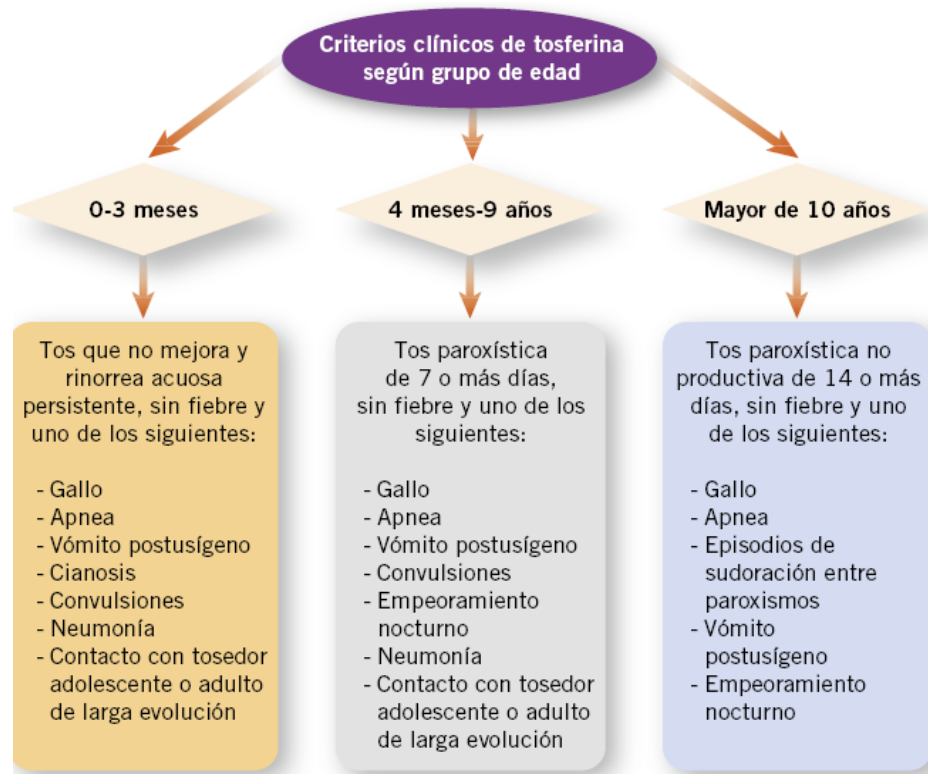 Criterios clínicos de tosferina
según grupo de edad
0-3 meses
4 meses-9 años
Mayor de 10 años
Tos que no mejora y
rinorrea acuosa
persistente, sin fiebre y
uno de los siguientes:
- Gallo
- Apnea
- Vómito postusígeno
- Cianosis
- Convulsiones
- Neumonía
- Contacto con tosedor
adolescente o adulto
de larga evolución
Tos paroxística
de 7 o más días,
sin fiebre y uno de los
siguientes:
- Gallo
- Apnea
- Vómito postusígeno
- Convulsiones
- Empeoramiento
nocturno
- Neumonía
- Contacto con tosedor
adolescente o adulto
de larga evolución
Tos paroxística no
productiva de 14 o más
días, sin fiebre y uno
de los siguientes:
- Gallo
- Apnea
- Episodios de
sudoración entre
paroxismos
- Vómito
postusígeno
- Empeoramiento
nocturno